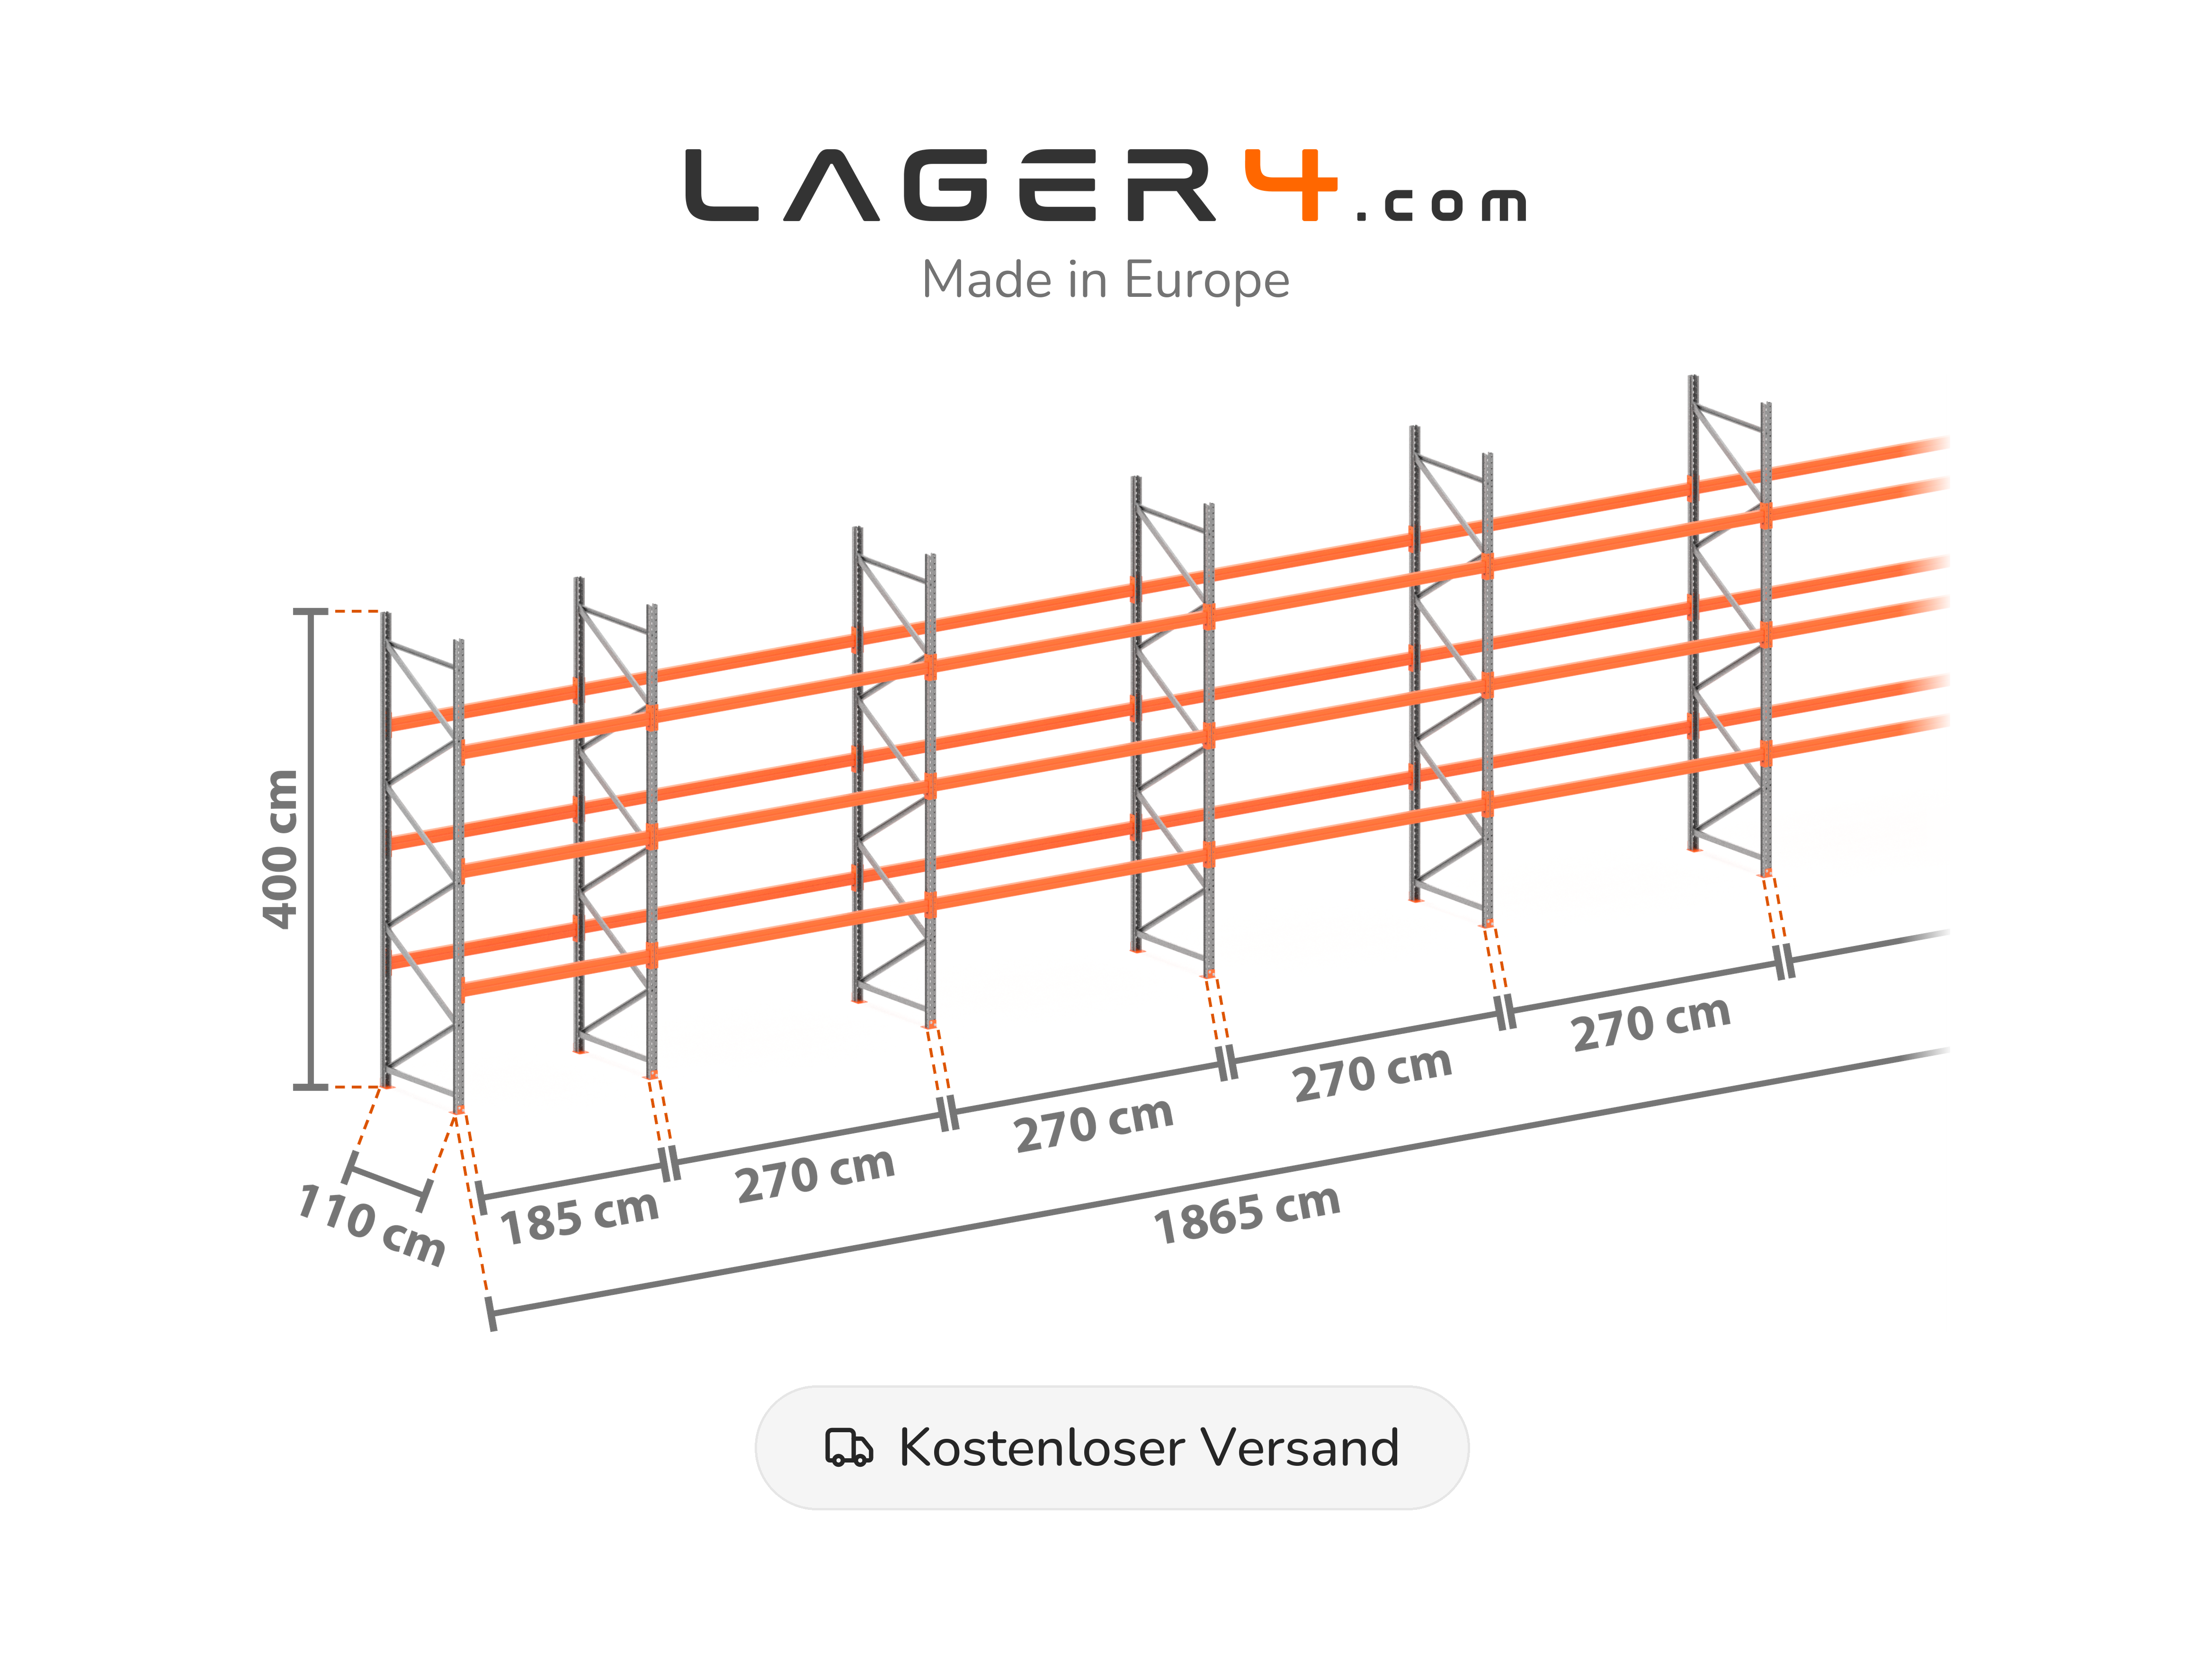 LAGER4.com
Made in Europe
400 cm
110 cm
185 cm
270 cm
270 cm
270 cm
270 cm
1865 cm
Kostenloser Versand